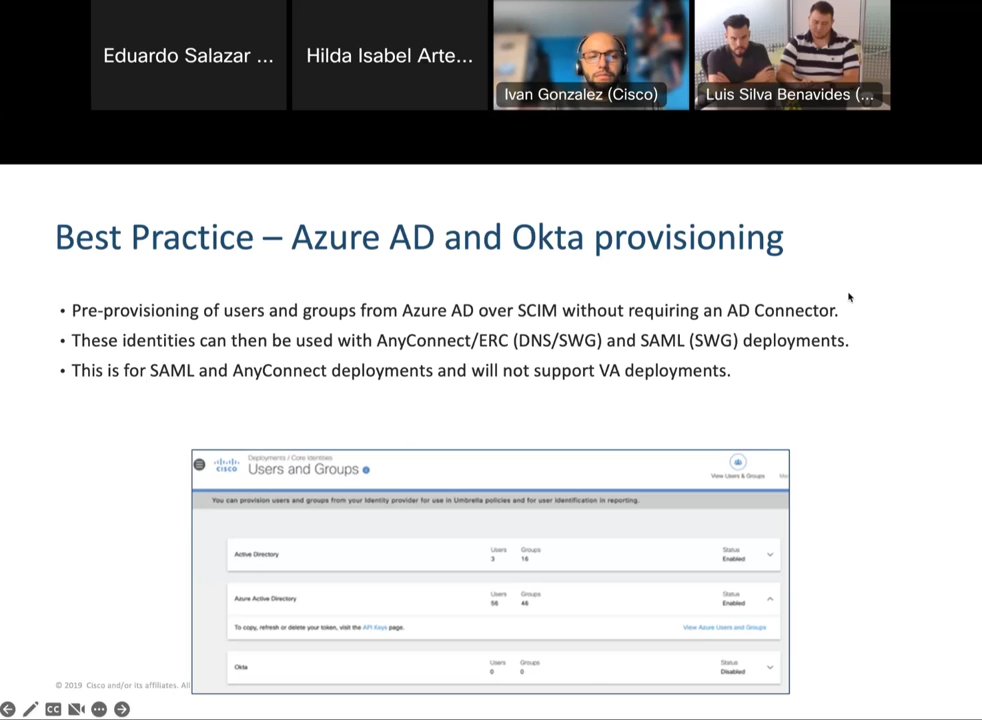 Eduardo Salazar ...
Hilda Isabel Arte...
Ivan Gonzalez (Cisco)
Luis Silva Benavides (...
Best Practice – Azure AD and Okta provisioning
• Pre-provisioning of users and groups from Azure AD over SCIM without requiring an AD Connector.
• These identities can then be used with AnyConnect/ERC (DNS/SWG) and SAML (SWG) deployments.
• This is for SAML and AnyConnect deployments and will not support VA deployments.
Deployments / Core Identities
CISCO
Users and Groups
View Users & Groups
You can provision users and groups from your identity provider for use in Umbrella policies and for user identification in reporting.
Active Directory
Users Groups
3 16
Status
Enabled
Azure Active Directory
Users Groups
56 48
Status
Enabled
To copy, refresh or delete your token, visit the API Keys page.
View Azure Users and Groups
Okta
Users Groups
0 0
Status
Disabled
© 2019 Cisco and/or its affiliates. All
CC